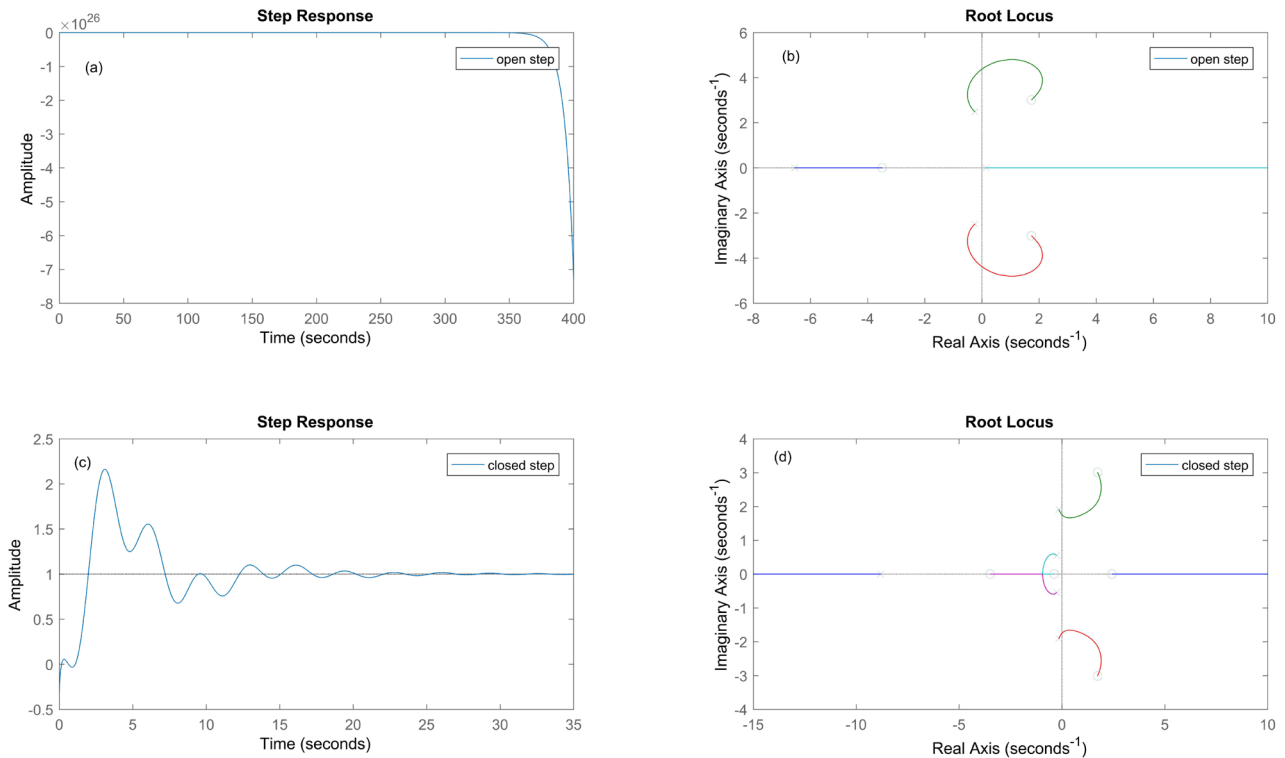 Step Response
×10^26
0
-1
-2
-3
-4
-5
-6
-7
-8
Amplitude
(a)
open step
0 50 100 150 200 250 300 350 400
Time (seconds)
Root Locus
6
4
2
0
-2
-4
-6
Imaginary Axis (seconds^-1)
(b)
open step
-8 -6 -4 -2 0 2 4 6 8 10
Real Axis (seconds^-1)
Step Response
2.5
2
1.5
1
0.5
0
-0.5
Amplitude
(c)
closed step
0 5 10 15 20 25 30 35
Time (seconds)
Root Locus
4
3
2
1
0
-1
-2
-3
-4
Imaginary Axis (seconds^-1)
(d)
closed step
-15 -10 -5 0 5 10
Real Axis (seconds^-1)